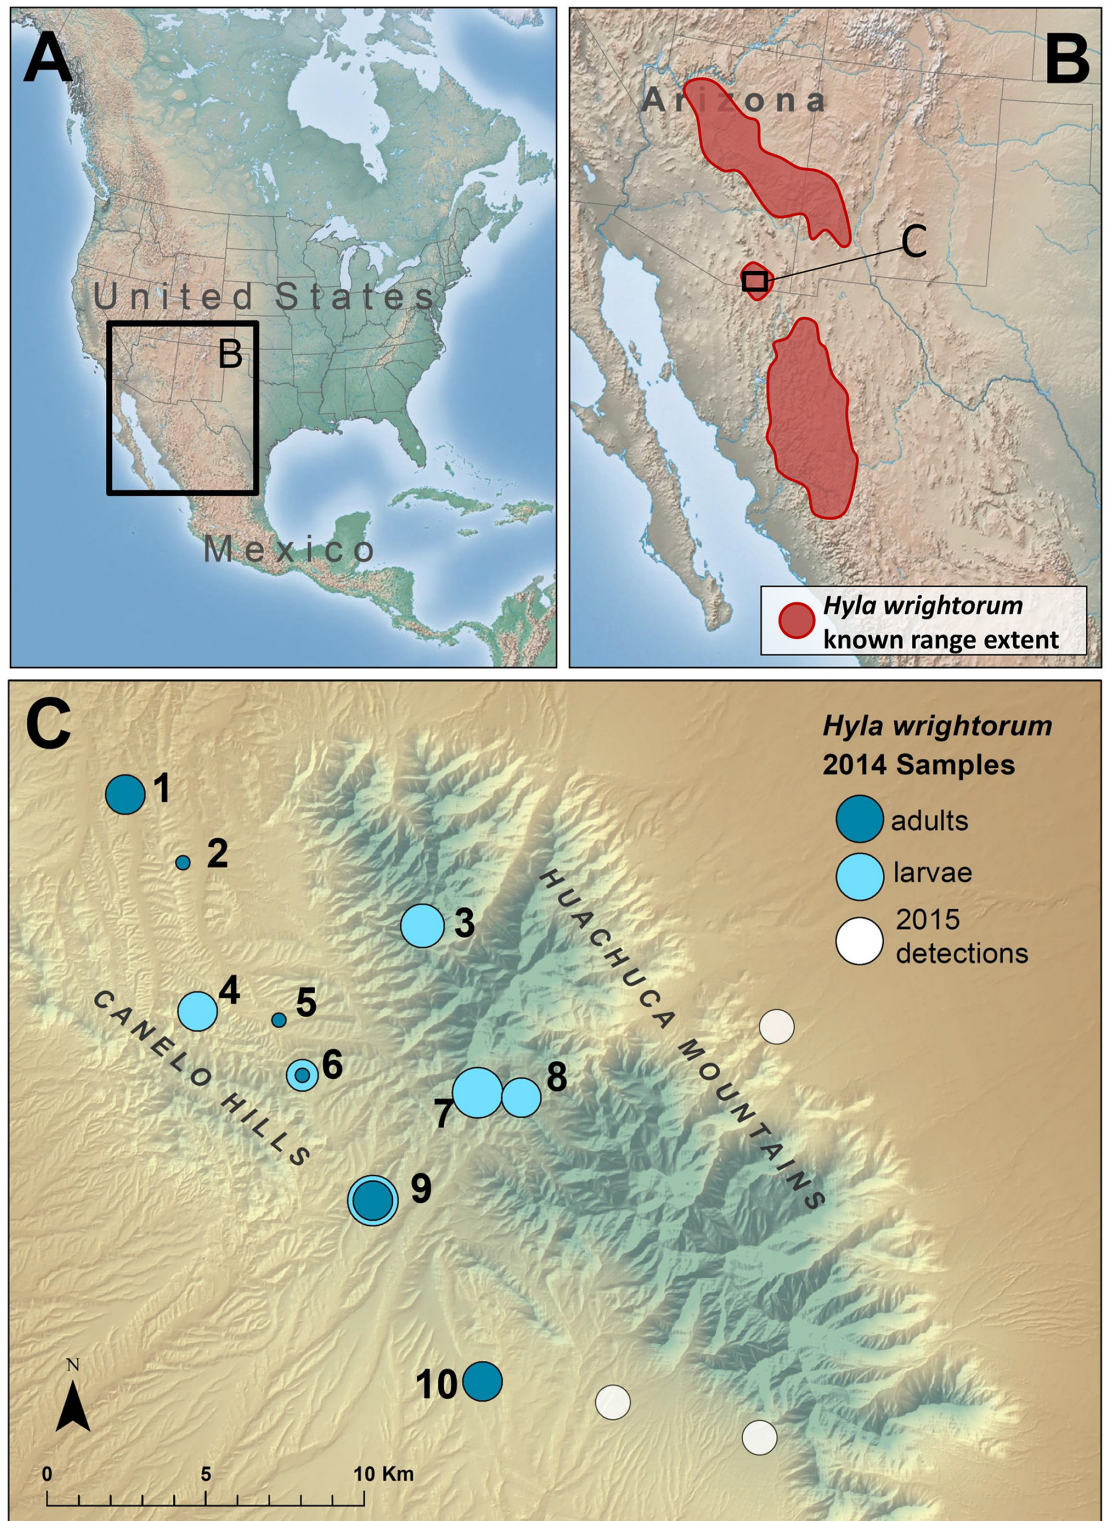 A
United States
B
Mexico
B
Arizona
C
Hyla wrightorum
known range extent
C
Hyla wrightorum
2014 Samples
adults
larvae
2015
detections
1
2
3
4
5
6
7
8
9
10
HUACHUCA MOUNTAINS
CANELO HILLS
N
0 5 10 Km